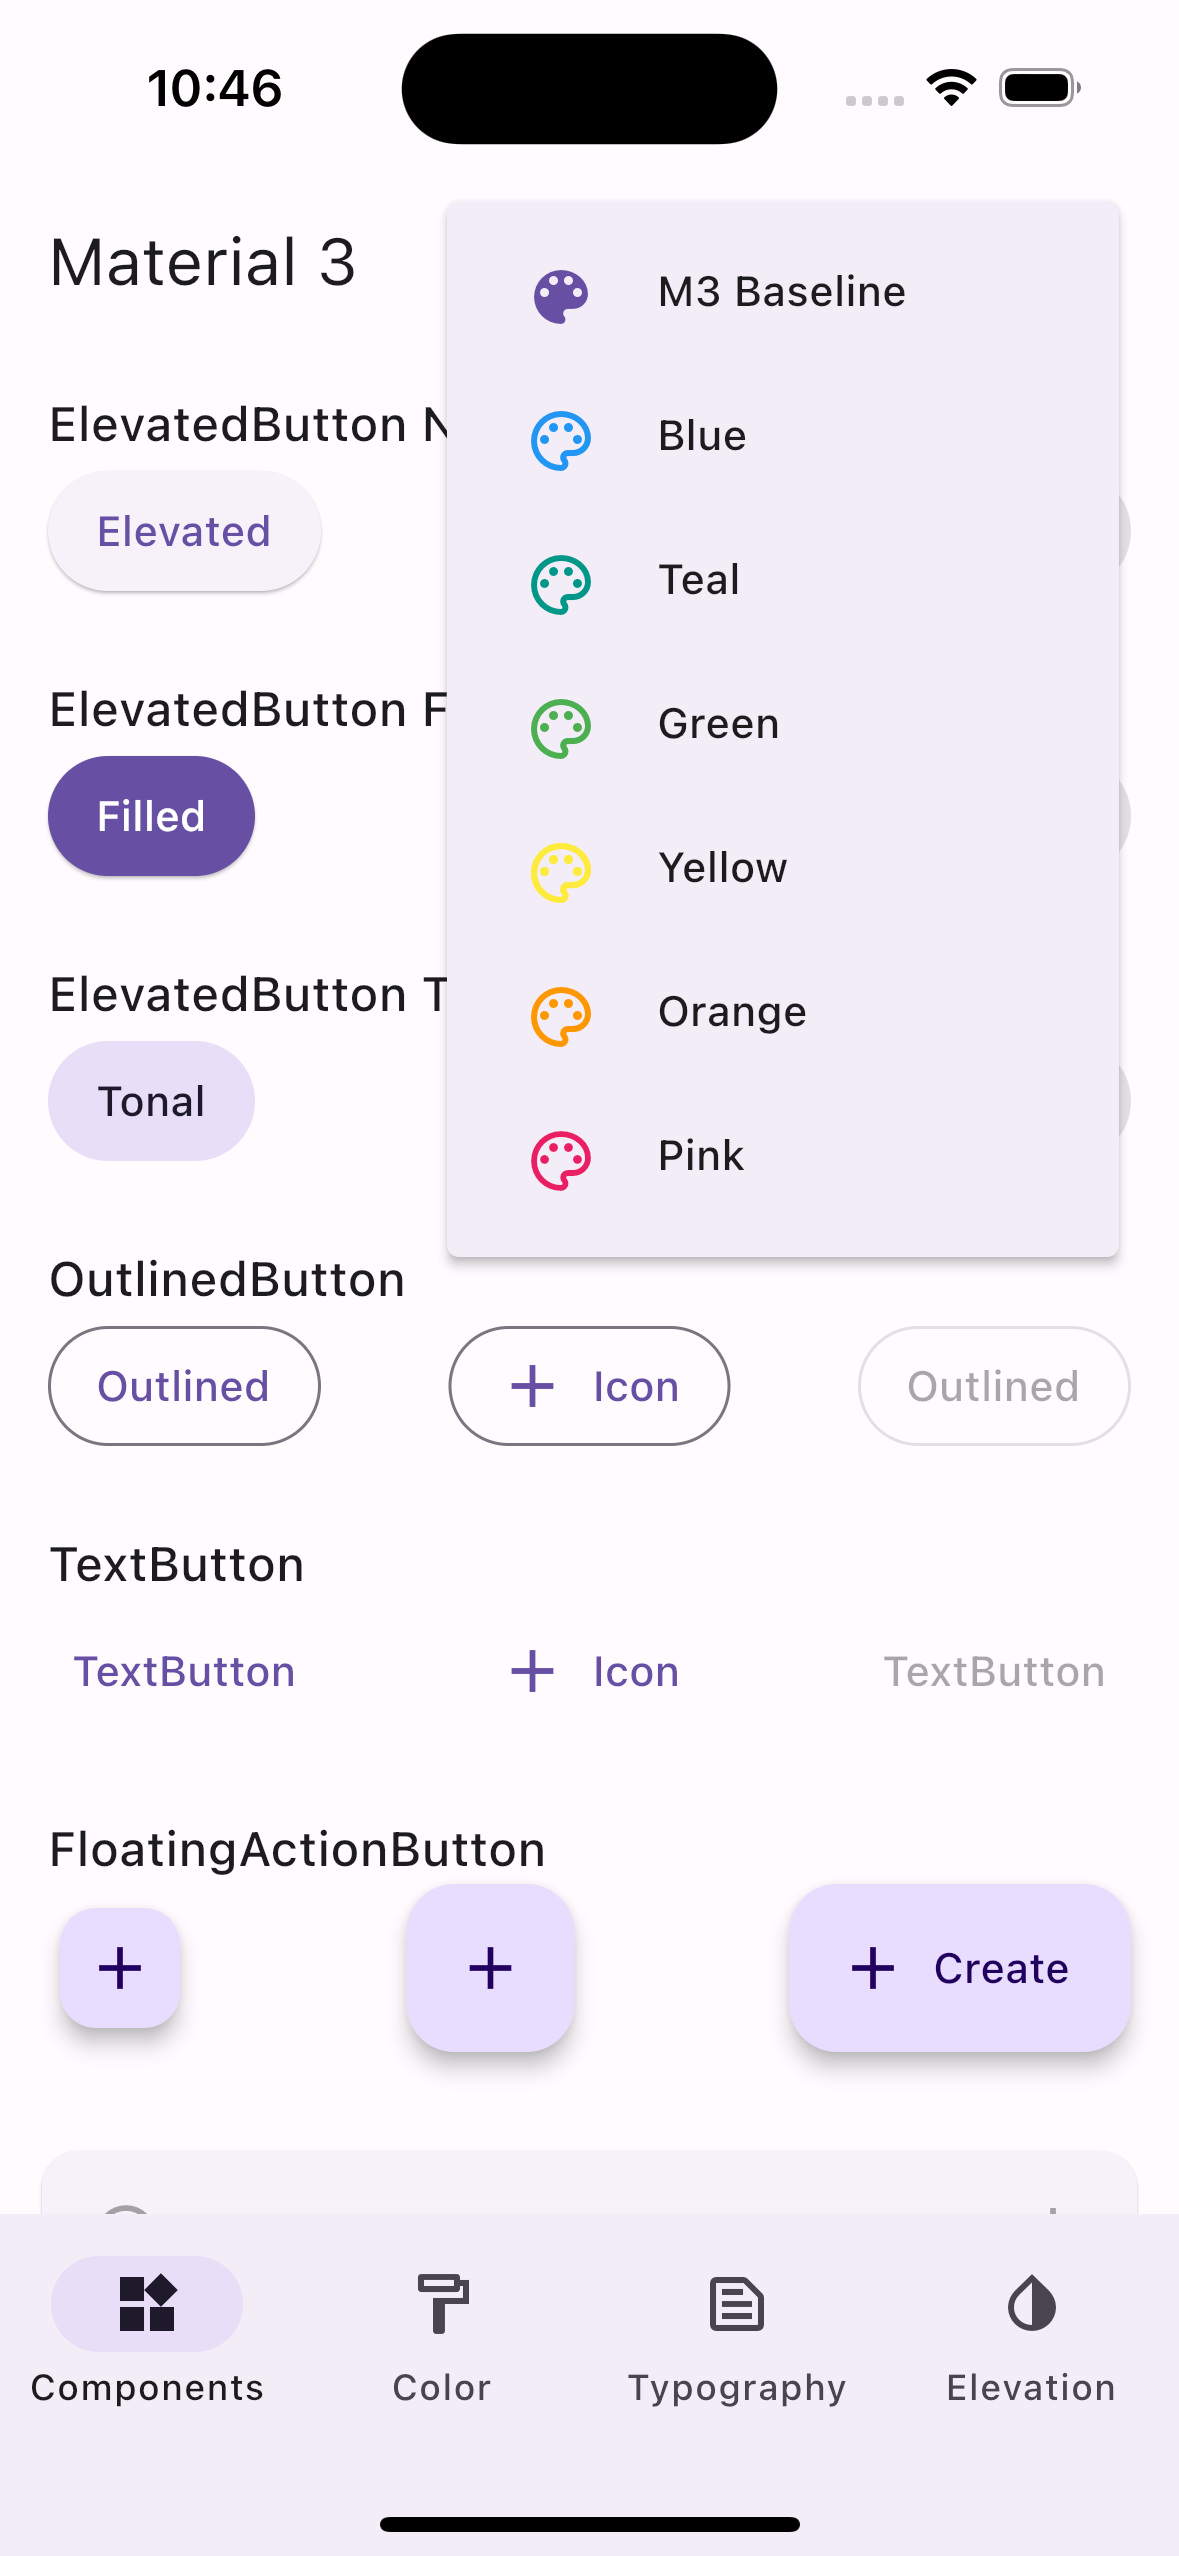 10:46
Material 3
M3 Baseline
Blue
Teal
Green
Yellow
Orange
Pink
ElevatedButton
Elevated
ElevatedButton
Filled
ElevatedButton
Tonal
OutlinedButton
Outlined
Icon
Outlined
TextButton
TextButton
Icon
TextButton
FloatingActionButton
Create
Components
Color
Typography
Elevation